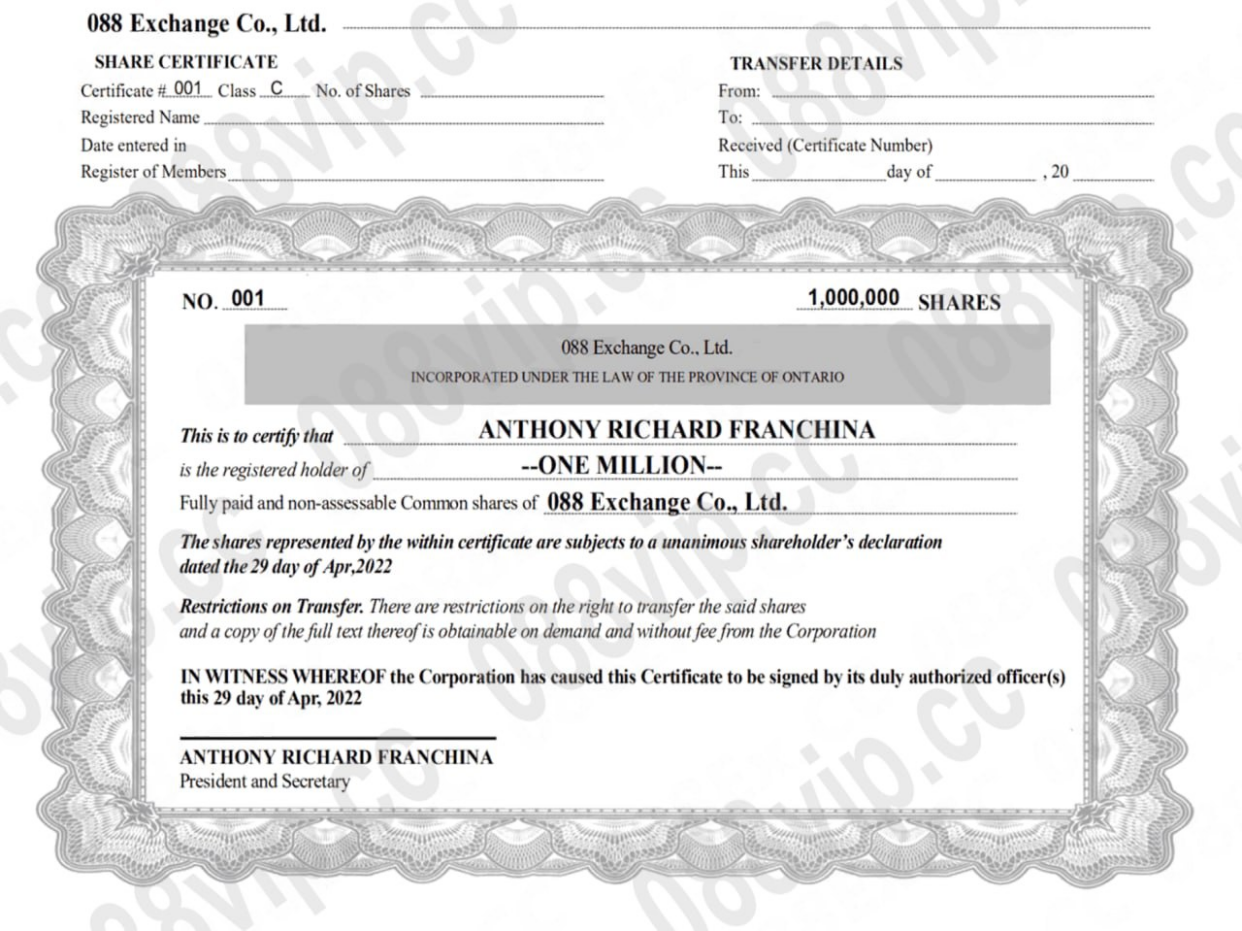 088 Exchange Co., Ltd.
SHARE CERTIFICATE
Certificate # 001 Class C No. of Shares
Registered Name
Date entered in
Register of Members
TRANSFER DETAILS
From:
To:
Received (Certificate Number)
This day of , 20
NO. 001
1,000,000 SHARES
088 Exchange Co., Ltd.
INCORPORATED UNDER THE LAW OF THE PROVINCE OF ONTARIO
This is to certify that ANTHONY RICHARD FRANCHINA
is the registered holder of --ONE MILLION--
Fully paid and non-assessable Common shares of 088 Exchange Co., Ltd.
The shares represented by the within certificate are subjects to a unanimous shareholder's declaration
dated the 29 day of Apr,2022
Restrictions on Transfer. There are restrictions on the right to transfer the said shares
and a copy of the full text thereof is obtainable on demand and without fee from the Corporation
IN WITNESS WHEREOF the Corporation has caused this Certificate to be signed by its duly authorized officer(s)
this 29 day of Apr, 2022
ANTHONY RICHARD FRANCHINA
President and Secretary
088vip.cc
088vip.cc
088vip.cc
088vip.cc
088vip.cc
088vip.cc